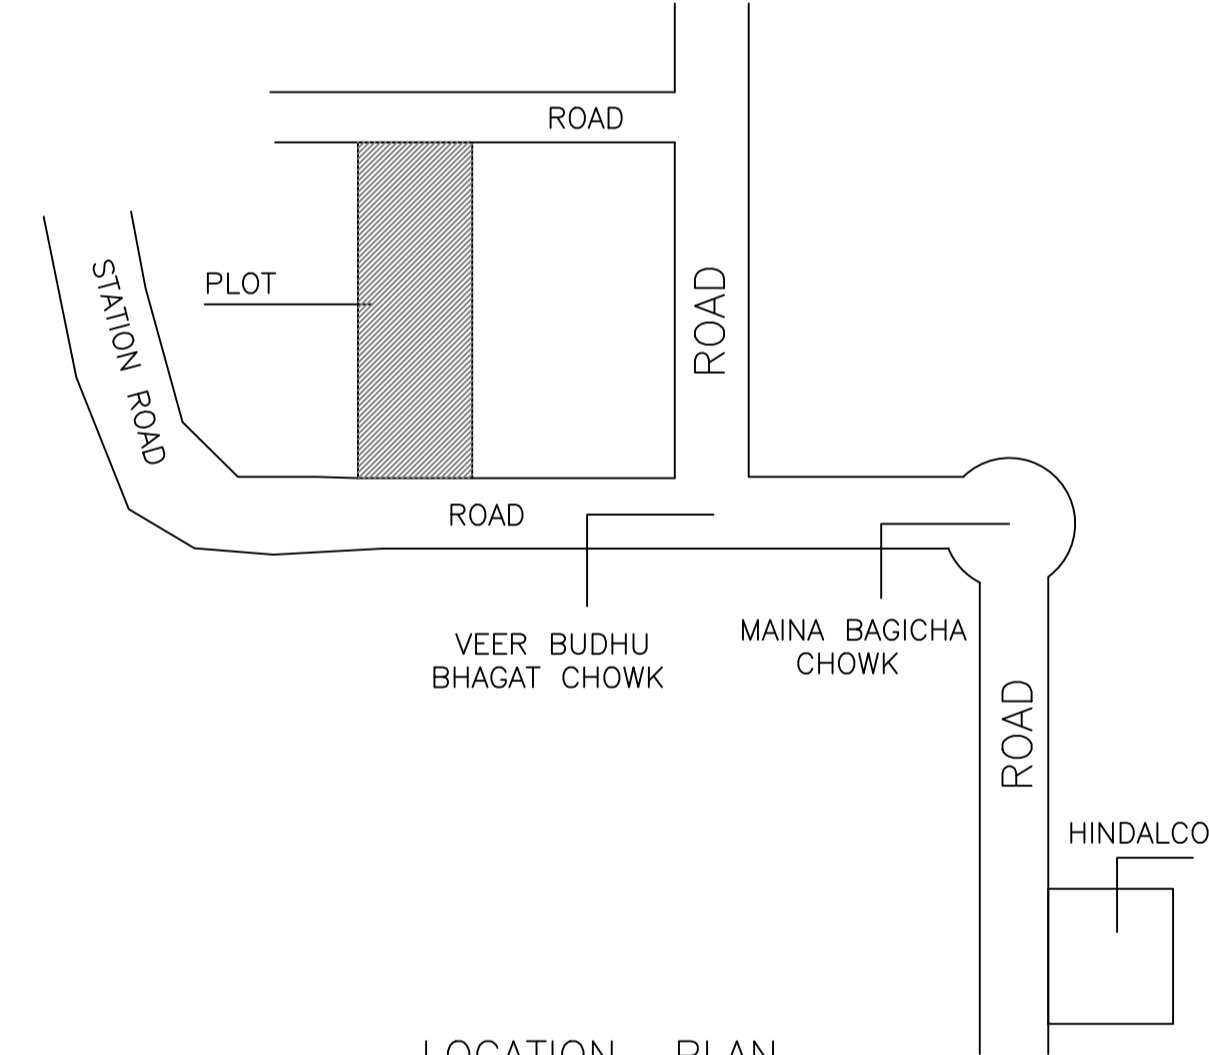 ROAD
PLOT
STATION ROAD
ROAD
ROAD
VEER BUDHU
BHAGAT CHOWK
MAINA BAGICHA
CHOWK
ROAD
HINDALCO
LOCATION PLAN